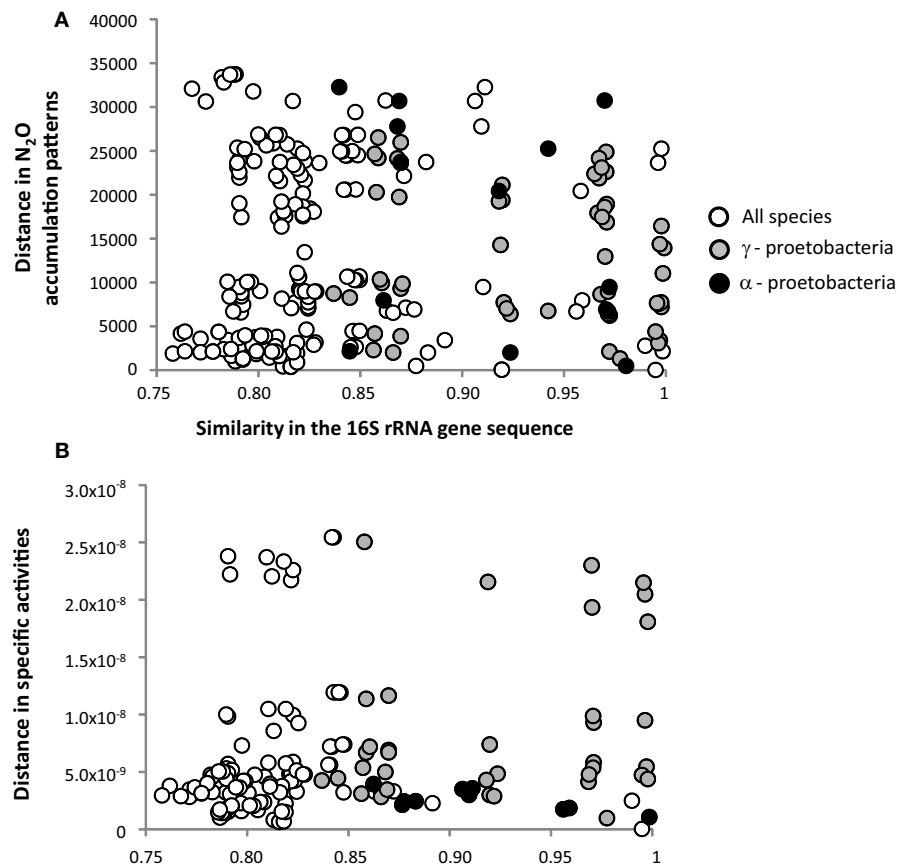 A
40000
35000
30000
25000
20000
15000
10000
5000
0
Distance in N₂O
accumulation patterns
0.75 0.80 0.85 0.90 0.95 1
Similarity in the 16S rRNA gene sequence
All species
γ - proetobacteria
α - proetobacteria
B
3.0x10⁻⁸
2.5x10⁻⁸
2.0x10⁻⁸
1.5x10⁻⁸
1.0x10⁻⁸
5.0x10⁻⁹
0
Distance in specific activities
0.75 0.80 0.85 0.90 0.95 1